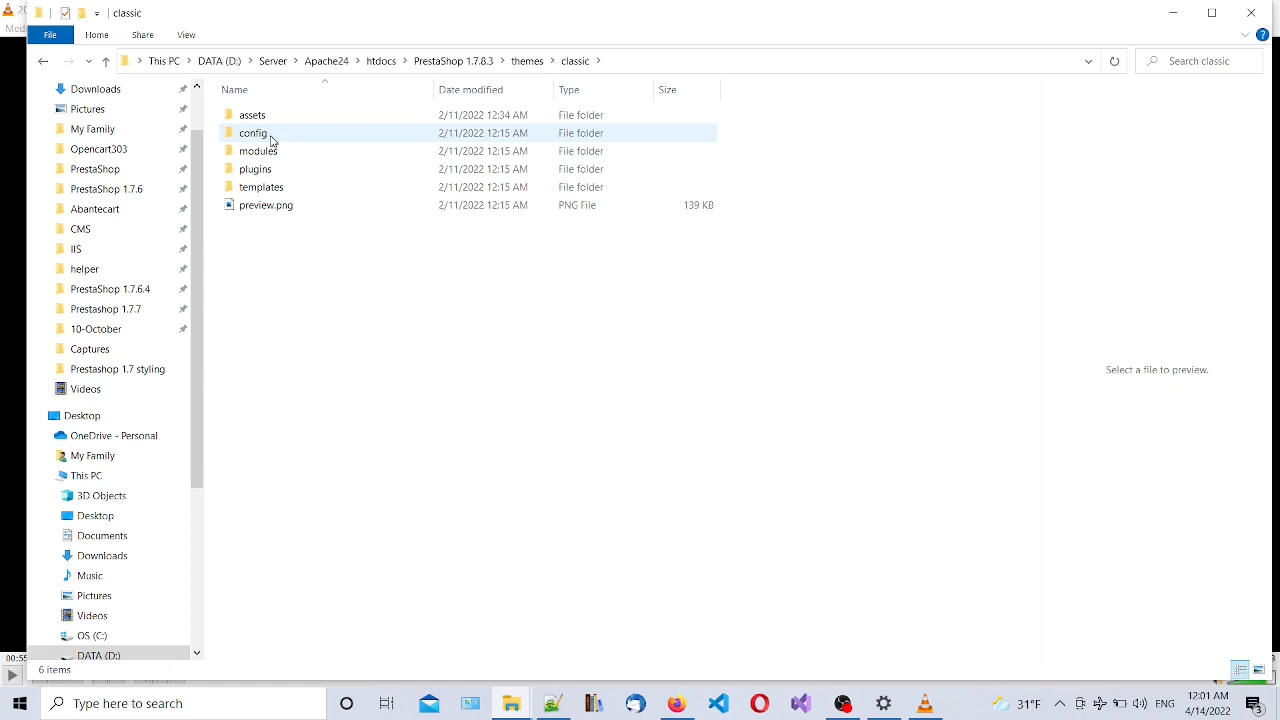 classic
20
Med
File Home Share View
This PC DATA (D:) Server Apache24 htdocs PrestaShop 1.7.8.3 themes classic
Search classic
Name Date modified Type Size
assets 2/11/2022 12:34 AM File folder
config 2/11/2022 12:15 AM File folder
modules 2/11/2022 12:15 AM File folder
plugins 2/11/2022 12:15 AM File folder
templates 2/11/2022 12:15 AM File folder
preview.png 2/11/2022 12:15 AM PNG File 139 KB
Downloads
Pictures
My Family
Opencart303
PrestaShop
PrestaShop 1.7.6
Abantecart
CMS
IIS
helper
PrestaShop 1.7.6.4
Prestashop 1.7.7
10-October
Captures
Prestashop 1.7 styling
Videos
Desktop
OneDrive - Personal
My Family
This PC
3D Objects
Desktop
Documents
Downloads
Music
Pictures
Videos
OS (C:)
DATA (D:)
Select a file to preview.
00:55
6 items
Type here to search
31°F
ENG
12:01 AM
4/14/2022
3